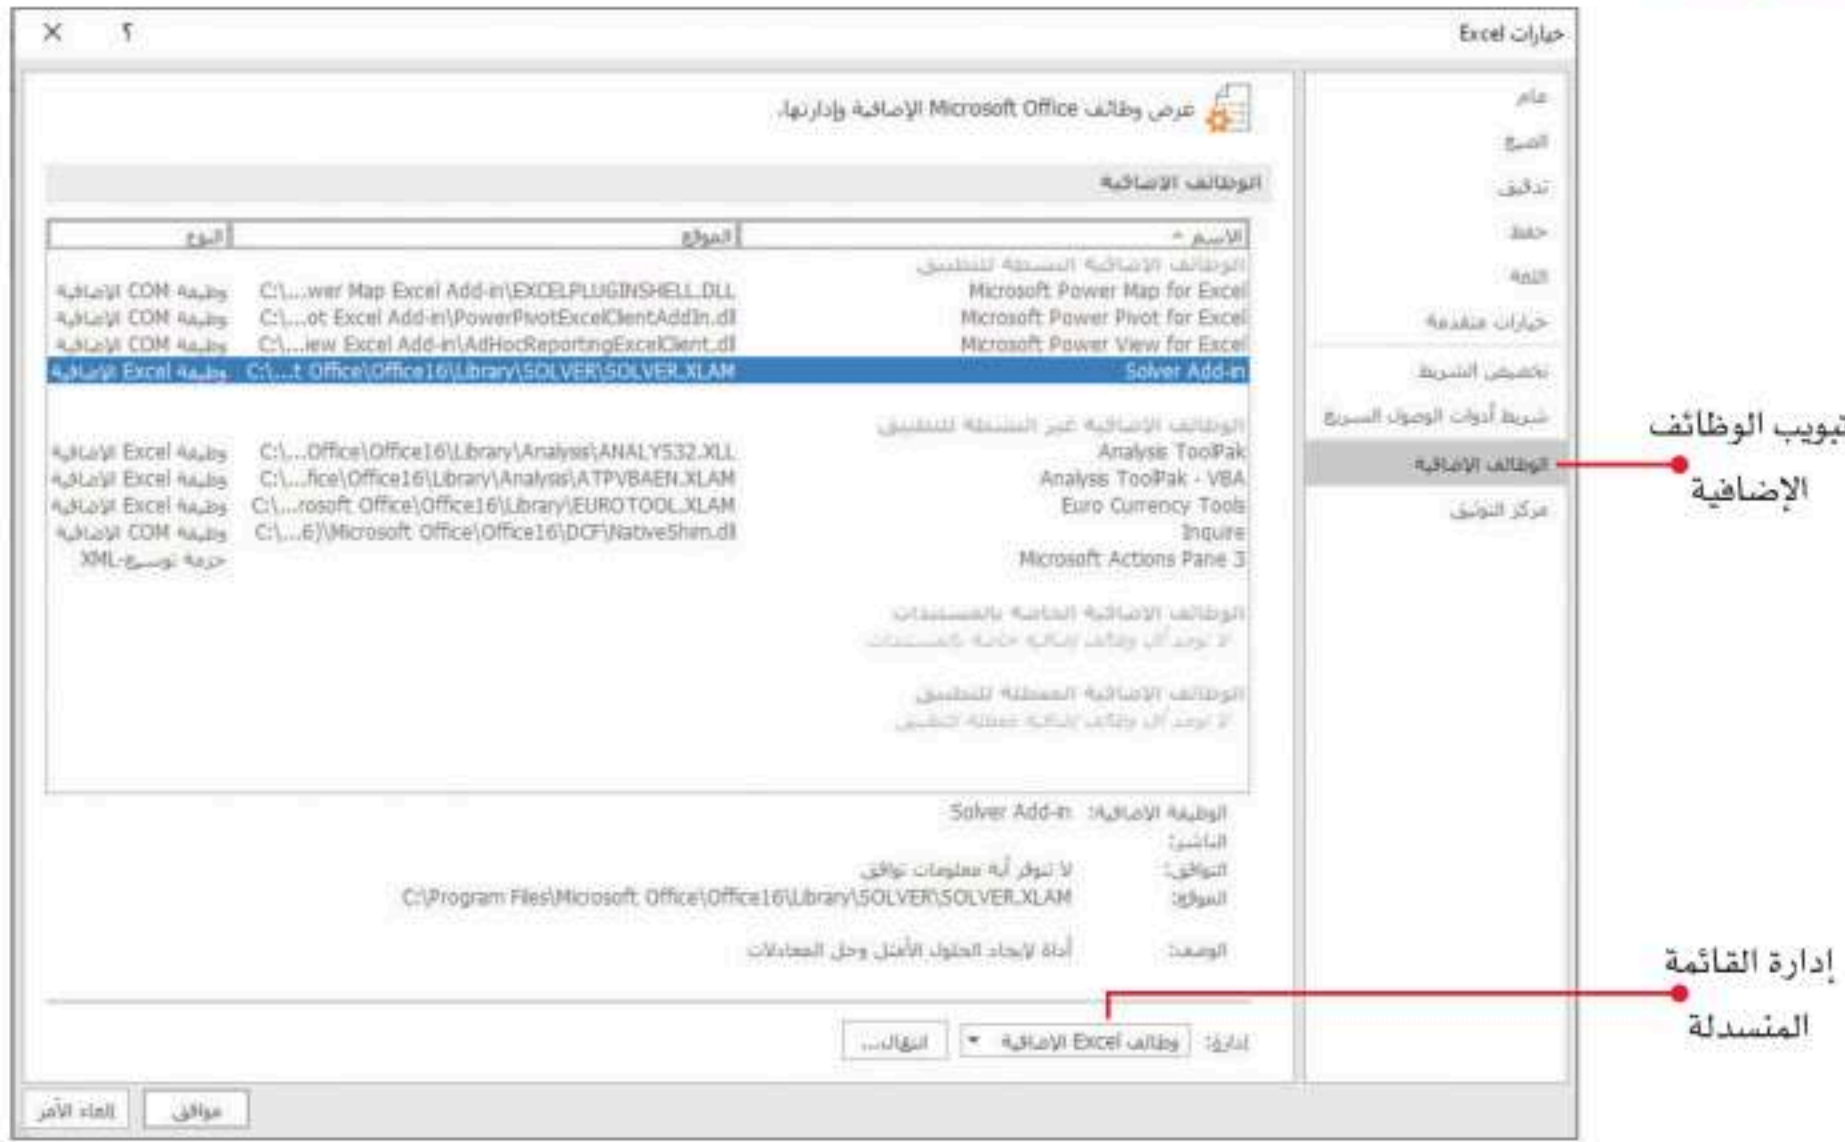 خيارات Excel
؟ ×
عام
الصيغ
تدقيق
حفظ
اللغة
خيارات متقدمة
تخصيص الشريط
شريط أدوات الوصول السريع
الوظائف الإضافية
مركز التوثيق
تبويب الوظائف
الإضافية
عرض وظائف Microsoft Office الإضافية وإدارتها.
الوظائف الإضافية
الاسم الموقع النوع
الوظائف الإضافية النشطة للتطبيق
Microsoft Power Map for Excel C:\...wer Map Excel Add-in\EXCELPLUGINSHELL.DLL وظيفة COM الإضافية
Microsoft Power Pivot for Excel C:\...ot Excel Add-in\PowerPivotExcelClientAddIn.dll وظيفة COM الإضافية
Microsoft Power View for Excel C:\...iew Excel Add-in\AdHocReportingExcelClient.dll وظيفة COM الإضافية
Solver Add-in C:\...t Office\Office16\Library\SOLVER\SOLVER.XLAM وظيفة Excel الإضافية
الوظائف الإضافية غير النشطة للتطبيق
Analysis ToolPak C:\...Office\Office16\Library\Analysis\ANALYS32.XLL وظيفة Excel الإضافية
Analysis ToolPak - VBA C:\...fice\Office16\Library\Analysis\ATPVBAEN.XLAM وظيفة Excel الإضافية
Euro Currency Tools C:\...rosoft Office\Office16\Library\EUROTOOL.XLAM وظيفة Excel الإضافية
Inquire C:\...6)\Microsoft Office\Office16\DCF\NativeShim.dll وظيفة COM الإضافية
Microsoft Actions Pane 3 حزمة توسيع-XML
الوظائف الإضافية الخاصة بالمستندات
لا توجد أي وظائف إضافية خاصة بالمستندات
الوظائف الإضافية المعطلة للتطبيق
لا توجد أي وظائف إضافية معطلة للتطبيق
الوظيفة الإضافية: Solver Add-in
الناشر:
التوافق: لا تتوفر أية معلومات توافق
الموقع: C:\Program Files\Microsoft Office\Office16\Library\SOLVER\SOLVER.XLAM
الوصف: أداة لإيجاد الحلول الأمثل وحل المعادلات
إدارة القائمة
المنسدلة
إدارة: وظائف Excel الإضافية انتقال...
موافق إلغاء الأمر